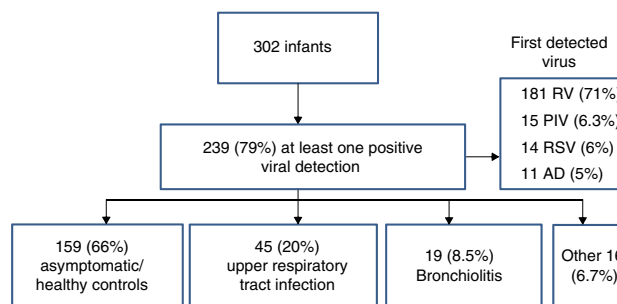 302 infants
First detected
virus
181 RV (71%)
15 PIV (6.3%)
14 RSV (6%)
11 AD (5%)
239 (79%) at least one positive
viral detection
159 (66%)
asymptomatic/
healthy controls
45 (20%)
upper respiratory
tract infection
19 (8.5%)
Bronchiolitis
Other 16
(6.7%)